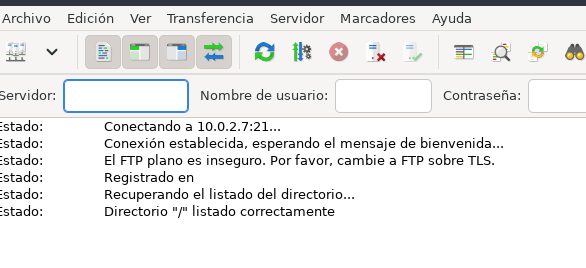 Archivo Edición Ver Transferencia Servidor Marcadores Ayuda
Servidor: Nombre de usuario: Contraseña:
Estado: Conectando a 10.0.2.7:21...
Estado: Conexión establecida, esperando el mensaje de bienvenida...
Estado: El FTP plano es inseguro. Por favor, cambie a FTP sobre TLS.
Estado: Registrado en
Estado: Recuperando el listado del directorio...
Estado: Directorio "/" listado correctamente